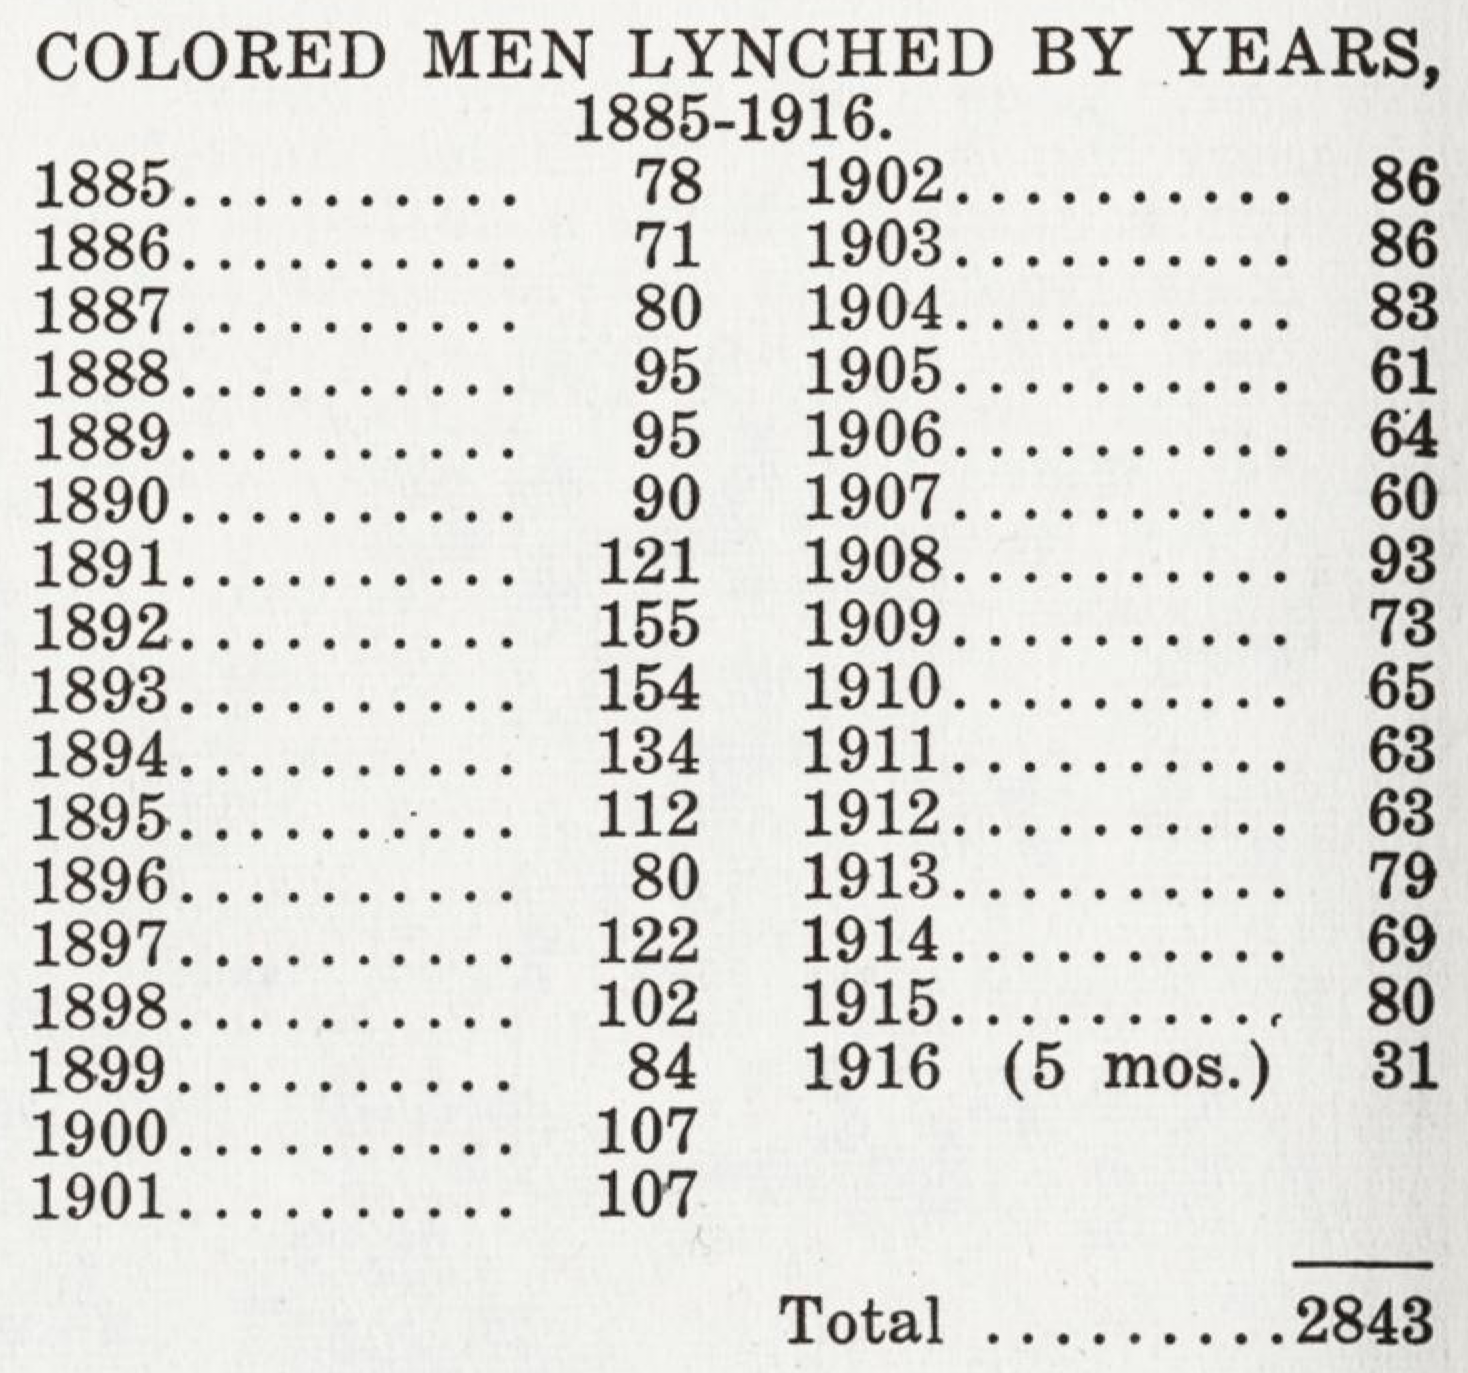 COLORED MEN LYNCHED BY YEARS,
1885-1916.
1885.......... 78 1902.......... 86
1886.......... 71 1903.......... 86
1887.......... 80 1904.......... 83
1888.......... 95 1905.......... 61
1889.......... 95 1906.......... 64
1890.......... 90 1907.......... 60
1891.......... 121 1908.......... 93
1892.......... 155 1909.......... 73
1893.......... 154 1910.......... 65
1894.......... 134 1911.......... 63
1895.......... 112 1912.......... 63
1896.......... 80 1913.......... 79
1897.......... 122 1914.......... 69
1898.......... 102 1915.......... 80
1899.......... 84 1916 (5 mos.) 31
1900.......... 107
1901.......... 107
Total .........2843